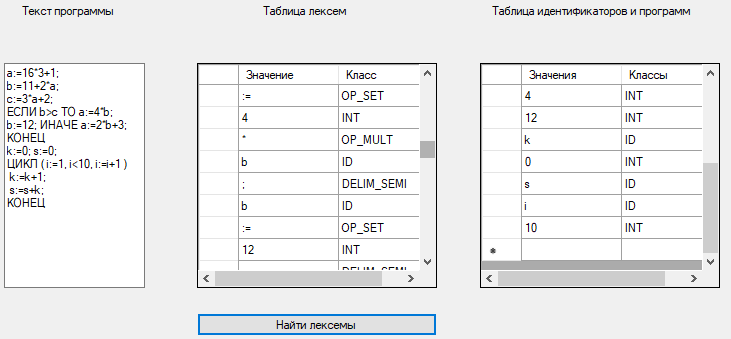 Текст программы
Таблица лексем
Таблица идентификаторов и программ
a:=16*3+1;
b:=11+2*a;
c:=3*a+2;
ЕСЛИ b>c ТО a:=4*b;
b:=12; ИНАЧЕ a:=2*b+3;
КОНЕЦ
k:=0; s:=0;
ЦИКЛ ( i:=1, i<10, i:=i+1 )
k:=k+1;
s:=s+k;
КОНЕЦ
Значение Класс
:= OP_SET
4 INT
* OP_MULT
b ID
; DELIM_SEMI
b ID
:= OP_SET
12 INT
DELIM_SEMI
Значения Классы
4 INT
12 INT
k ID
0 INT
s ID
i ID
10 INT
Найти лексемы